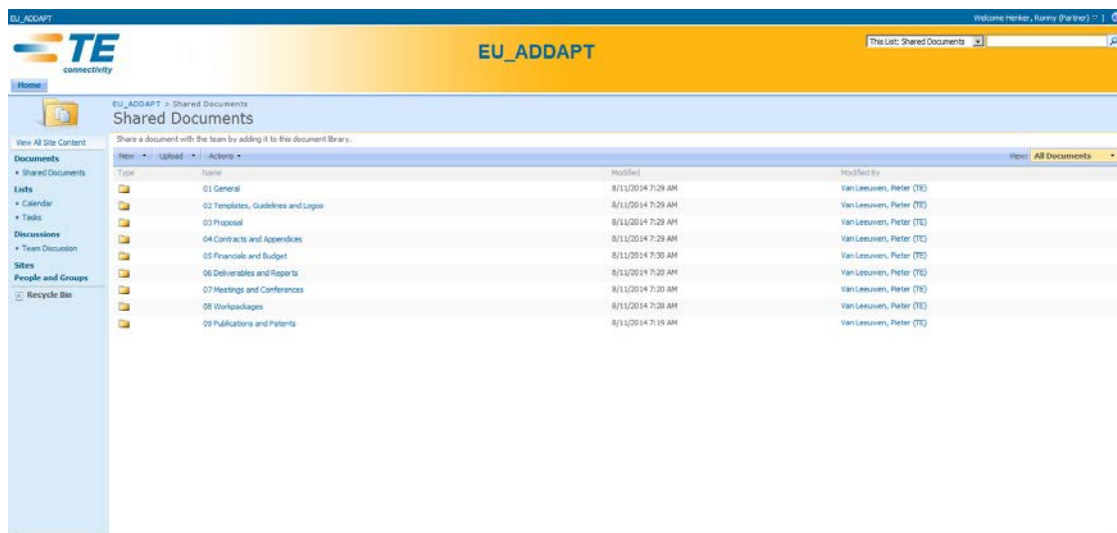 EU_ADDAPT
Welcome Henker, Ronny (Partner)
TE
connectivity
EU_ADDAPT
This List: Shared Documents
Home
EU_ADDAPT > Shared Documents
Shared Documents
View All Site Content
Share a document with the team by adding it to this document library.
Documents
Shared Documents
Lists
Calendar
Tasks
Discussions
Team Discussion
Sites
People and Groups
Recycle Bin
New Upload Actions View: All Documents
Type Name Modified Modified By
01 General 8/11/2014 7:29 AM Van Leeuwen, Pieter (TE)
02 Templates, Guidelines and Logos 8/11/2014 7:29 AM Van Leeuwen, Pieter (TE)
03 Proposal 8/11/2014 7:29 AM Van Leeuwen, Pieter (TE)
04 Contracts and Appendices 8/11/2014 7:29 AM Van Leeuwen, Pieter (TE)
05 Financials and Budget 8/11/2014 7:30 AM Van Leeuwen, Pieter (TE)
06 Deliverables and Reports 8/11/2014 7:20 AM Van Leeuwen, Pieter (TE)
07 Meetings and Conferences 8/11/2014 7:20 AM Van Leeuwen, Pieter (TE)
08 Workpackages 8/11/2014 7:28 AM Van Leeuwen, Pieter (TE)
09 Publications and Patents 8/11/2014 7:19 AM Van Leeuwen, Pieter (TE)